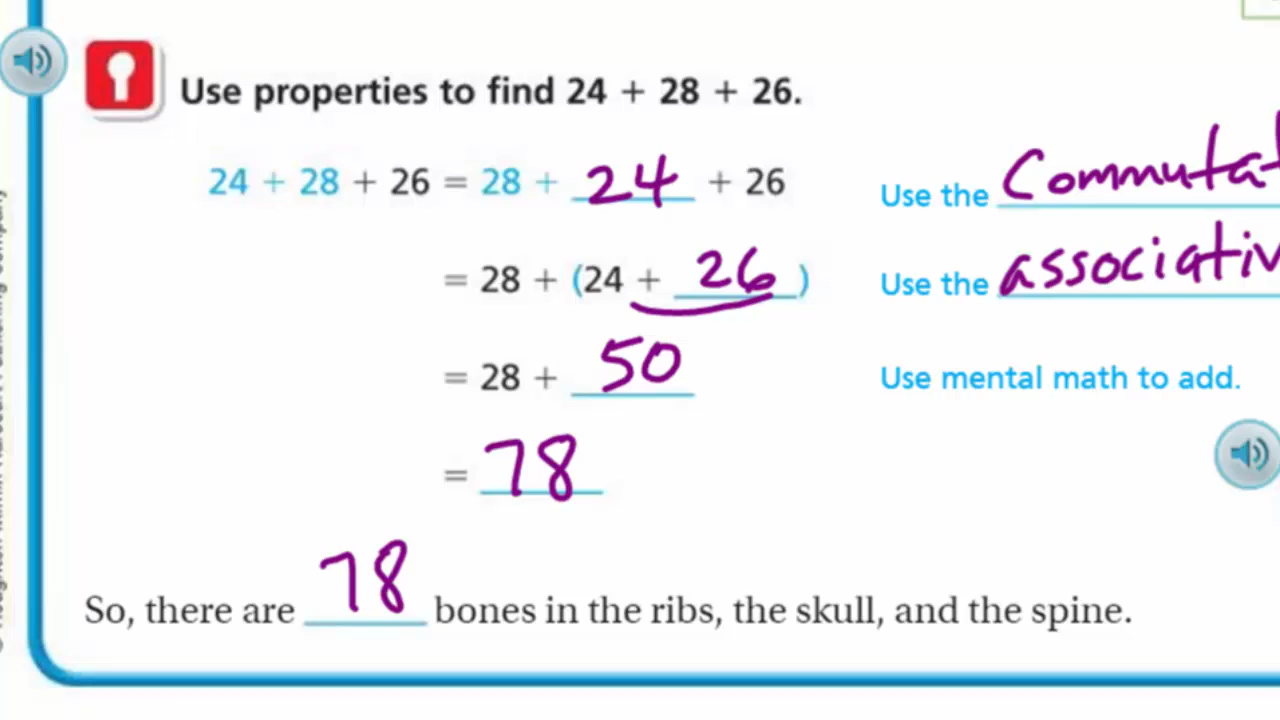 Use properties to find 24 + 28 + 26.
24 + 28 + 26 = 28 + 24 + 26 Use the Commutat
= 28 + (24 + 26) Use the associativ
= 28 + 50 Use mental math to add.
= 78
So, there are 78 bones in the ribs, the skull, and the spine.